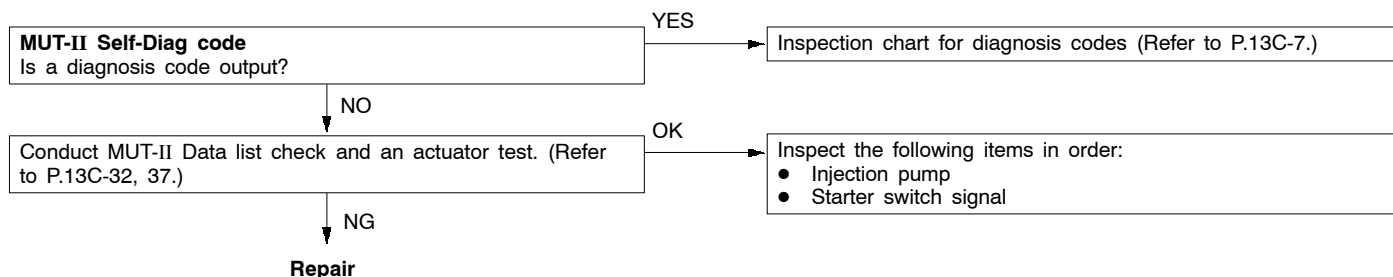 YES
MUT-II Self-Diag code
Is a diagnosis code output?
Inspection chart for diagnosis codes (Refer to P.13C-7.)
NO
OK
Conduct MUT-II Data list check and an actuator test. (Refer
to P.13C-32, 37.)
Inspect the following items in order:
● Injection pump
● Starter switch signal
NG
Repair